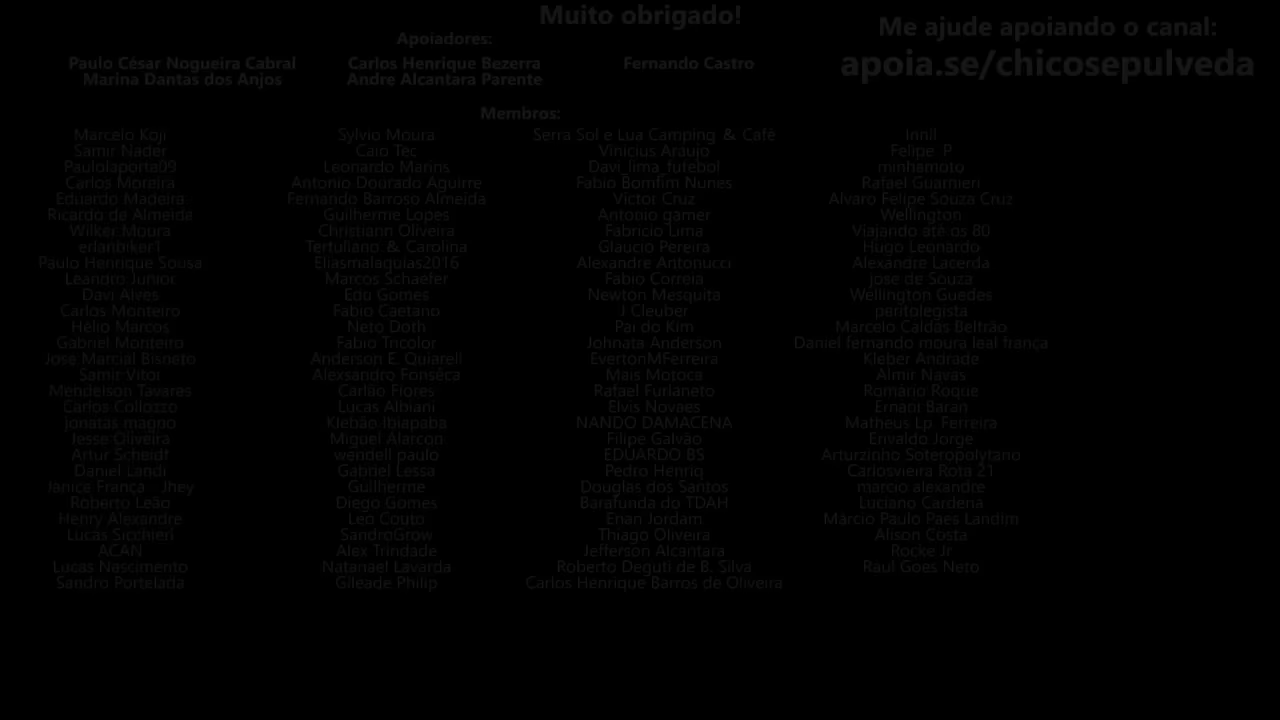 Muito obrigado!
Me ajude apoiando o canal:
apoia.se/chicosepulveda
Apoiadores:
Paulo César Nogueira Cabral
Marina Dantas dos Anjos
Carlos Henrique Bezerra
Andre Alcantara Parente
Fernando Castro
Membros:
Marcelo Koji
Samir Nader
Paulolaporta09
Carlos Moreira
Eduardo Madeira
Ricardo de Almeida
Wilker Moura
erlanbiker1
Paulo Henrique Sousa
Leandro Junior
Davi Alves
Carlos Monteiro
Hélio Marcos
Gabriel Monteiro
Jose Marcial Bisneto
Samir Vitor
Mendelson Tavares
Carlos Collazzo
jonatas magno
Jesse Oliveira
Artur Scheidt
Daniel Landi
Janice França - Jhey
Roberto Leão
Henry Alexandre
Lucas Sicchieri
ACAN
Lucas Nascimento
Sandro Portelada
Sylvio Moura
Caio Tec
Leonardo Marins
Antonio Dourado Aguirre
Fernando Barroso Almeida
Guilherme Lopes
Christiann Oliveira
Tertuliano & Carolina
Eliasmalaquias2016
Marcos Schaefer
Edu Gomes
Fabio Caetano
Neto Doth
Fabio Tricolor
Anderson E. Quiarell
Alexsandro Fonsêca
Carlão Flores
Lucas Albiani
Klebão Ibiapaba
Miguel Alarcon
wendell paulo
Gabriel Lessa
Guilherme
Diego Gomes
Leo Couto
SandroGrow
Alex Trindade
Natanael Lavarda
Gileade Philip
Serra Sol e Lua Camping & Café
Vinicius Araujo
Davi_lima_futebol
Fabio Bomfim Nunes
Victor Cruz
Antonio gamer
Fabricio Lima
Glaucio Pereira
Alexandre Antonucci
Fabio Correia
Newton Mesquita
J Cleuber
Pai do Kim
Johnata Anderson
EvertonMFerreira
Mais Motoca
Rafael Furlaneto
Elvis Novaes
NANDO DAMACENA
Filipe Galvão
EDUARDO BS
Pedro Henriq
Douglas dos Santos
Barafunda do TDAH
Enan Jordam
Thiago Oliveira
Jefferson Alcantara
Roberto Deguti de B. Silva
Carlos Henrique Barros de Oliveira
Felipe P
minhamoto
Rafael Guarnieri
Alvaro Felipe Souza Cruz
Wellington
Viajando até os 80
Hugo Leonardo
Alexandre Lacerda
jose de Souza
Wellington Guedes
peritolegista
Marcelo Caldas Beltrão
Daniel fernando moura leal frança
Kleber Andrade
Almir Navas
Romário Roque
Ernani Baran
Matheus Lp. Ferreira
Erivaldo Jorge
Arturzinho Soteropolytano
Carlosvieira Rota 21
marcio alexandre
Luciano Cardena
Márcio Paulo Paes Landim
Alison Costa
Rocke Jr
Raul Goes Neto